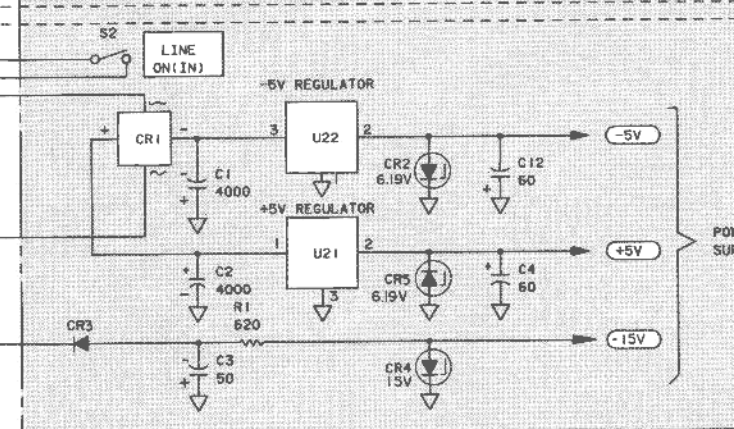 S2
LINE
ON(IN)
-5V REGULATOR
~
+ CR1 -
3 U22 2
1
-5V
C1
4000
-
+
CR2
6.19V
C12
60
+
~
+5V REGULATOR
1 U21 2
3
+5V
+
-
C2
4000
CR5
6.19V
+
C4
60
R1
620
CR3
-15V
-
+
C3
50
CR4
15V